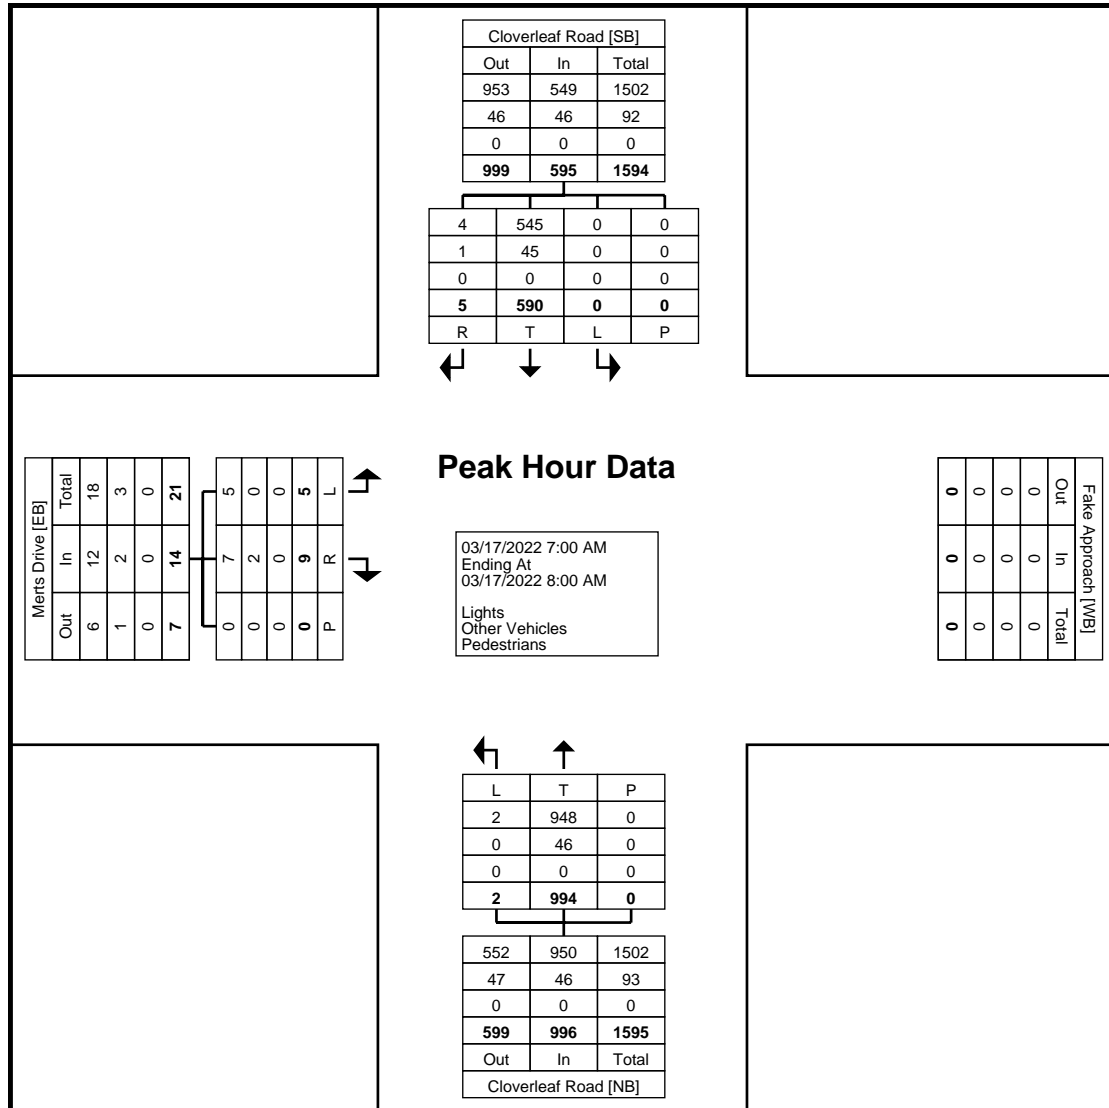 Cloverleaf Road [SB]
Out In Total
953 549 1502
46 46 92
0 0 0
999 595 1594
4 545 0 0
1 45 0 0
0 0 0 0
5 590 0 0
R T L P
Peak Hour Data
Merts Drive [EB]
Out In Total
6 12 18
1 2 3
0 0 0
7 14 21
0 7 5
0 2 0
0 0 0
0 9 5
P R L
03/17/2022 7:00 AM
Ending At
03/17/2022 8:00 AM
Lights
Other Vehicles
Pedestrians
Fake Approach [WB]
Out In Total
0 0 0
0 0 0
0 0 0
0 0 0
L T P
2 948 0
0 46 0
0 0 0
2 994 0
552 950 1502
47 46 93
0 0 0
599 996 1595
Out In Total
Cloverleaf Road [NB]